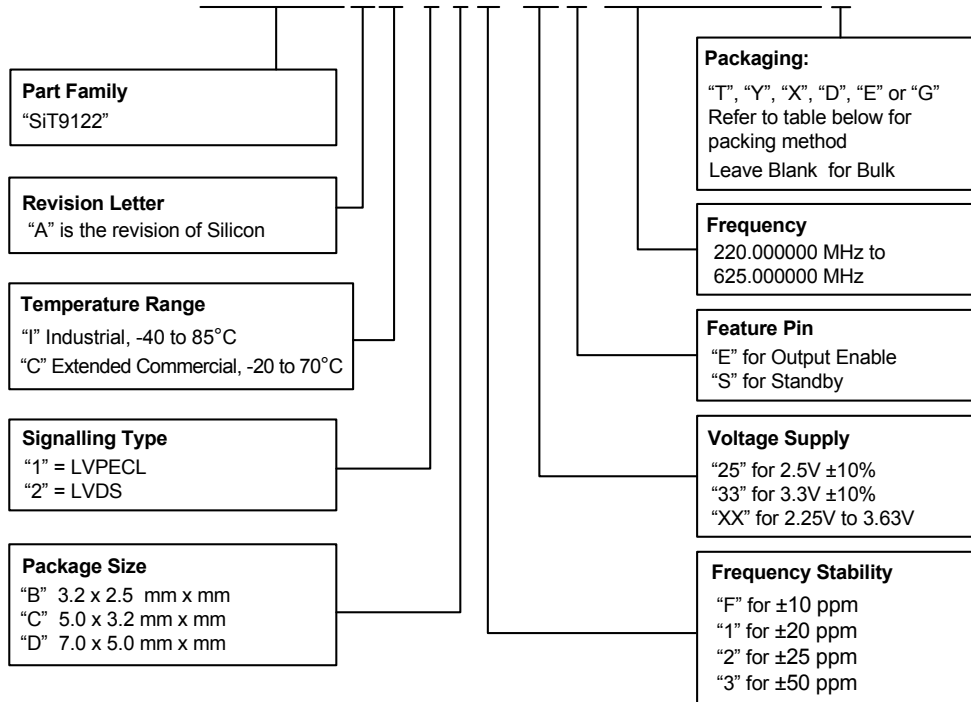 Part Family
“SiT9122”
Revision Letter
“A” is the revision of Silicon
Temperature Range
“I” Industrial, -40 to 85°C
“C” Extended Commercial, -20 to 70°C
Signalling Type
“1” = LVPECL
“2” = LVDS
Package Size
“B” 3.2 x 2.5 mm x mm
“C” 5.0 x 3.2 mm x mm
“D” 7.0 x 5.0 mm x mm
Packaging:
“T”, “Y”, “X”, “D”, “E” or “G”
Refer to table below for
packing method
Leave Blank for Bulk
Frequency
220.000000 MHz to
625.000000 MHz
Feature Pin
“E” for Output Enable
“S” for Standby
Voltage Supply
“25” for 2.5V ±10%
“33” for 3.3V ±10%
“XX” for 2.25V to 3.63V
Frequency Stability
“F” for ±10 ppm
“1” for ±20 ppm
“2” for ±25 ppm
“3” for ±50 ppm